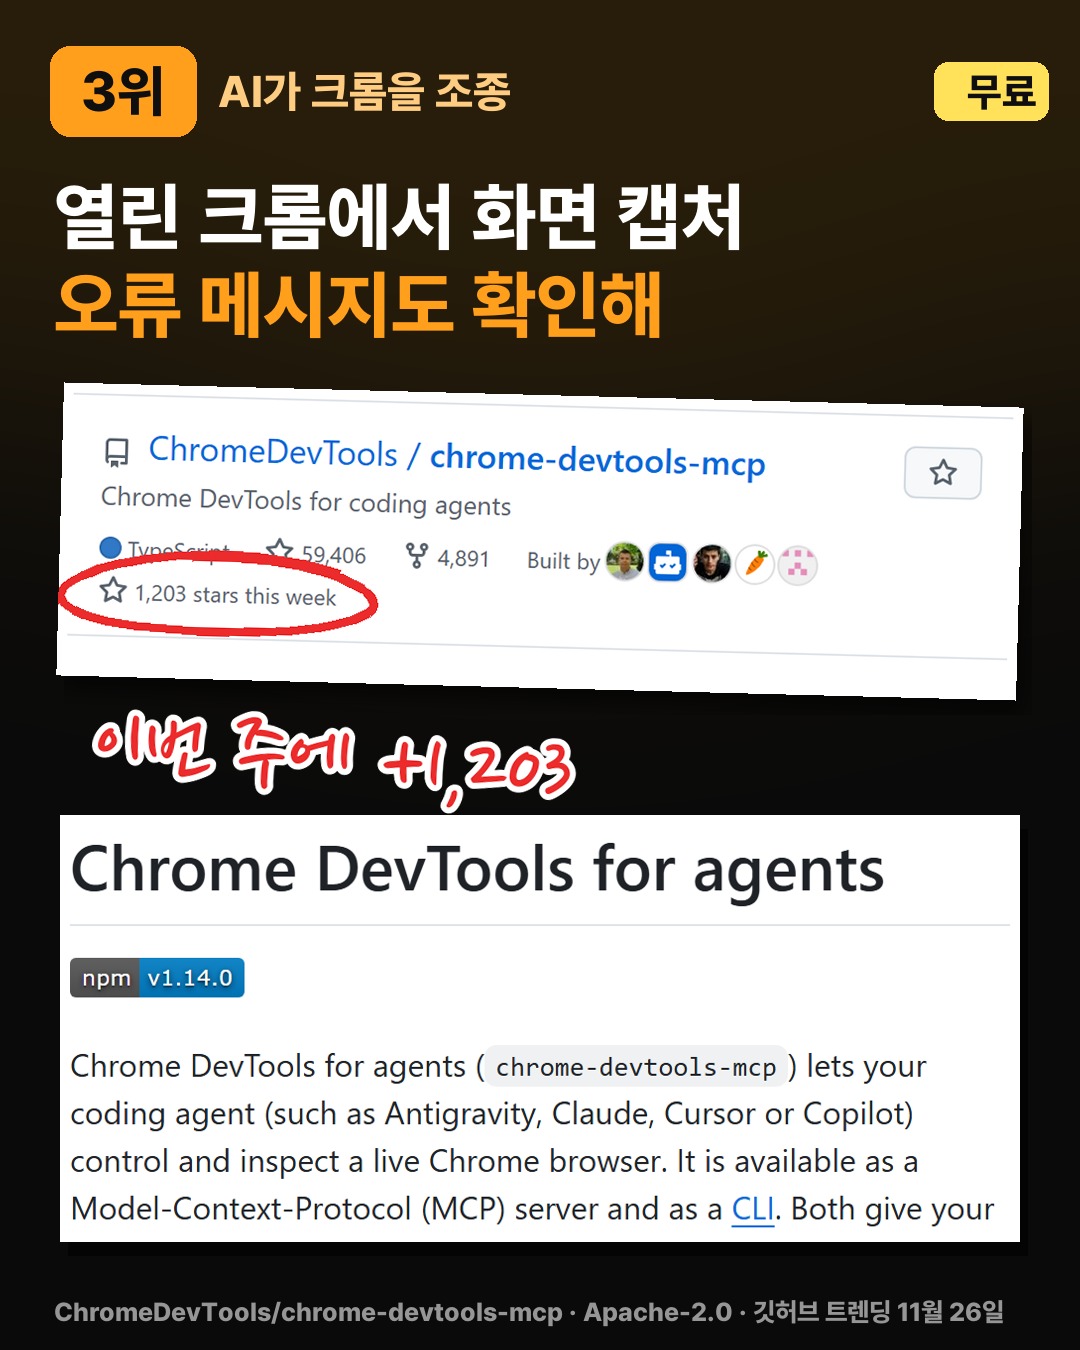 3위
AI가 크롬을 조종
무료
열린 크롬에서 화면 캡처
오류 메시지도 확인해
ChromeDevTools / chrome-devtools-mcp
Chrome DevTools for coding agents
TypeScript 59,406 4,891 Built by
1,203 stars this week
이번 주에 +1,203
Chrome DevTools for agents
npm v1.14.0
Chrome DevTools for agents (chrome-devtools-mcp) lets your
coding agent (such as Antigravity, Claude, Cursor or Copilot)
control and inspect a live Chrome browser. It is available as a
Model-Context-Protocol (MCP) server and as a CLI. Both give your
ChromeDevTools/chrome-devtools-mcp · Apache-2.0 · 깃허브 트렌딩 11월 26일